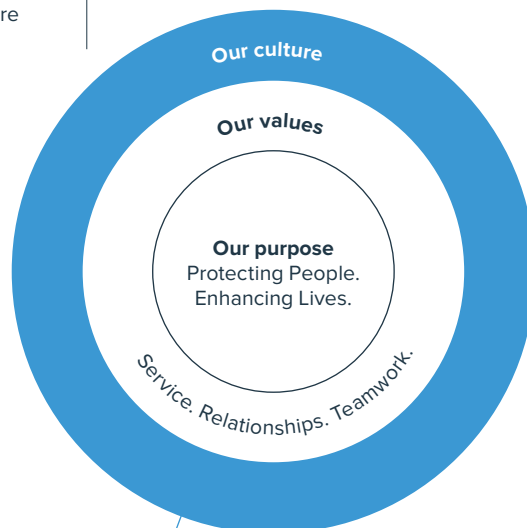 re
Our culture
Our values
Our purpose
Protecting People.
Enhancing Lives.
Service. Relationships. Teamwork.